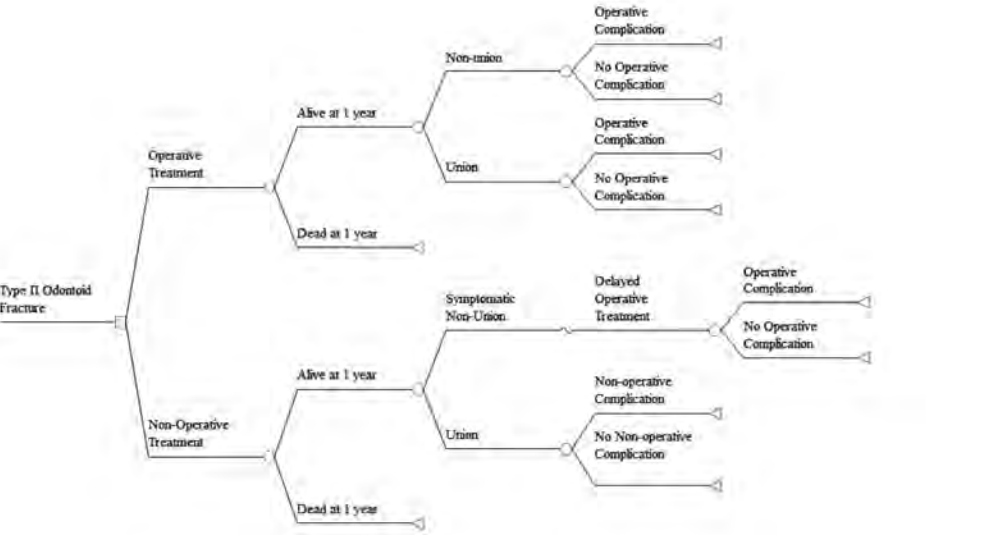 Operative
Complication
Non-union
No Operative
Complication
Alive at 1 year
Operative
Complication
Operative
Treatment
Union
No Operative
Complication
Dead at 1 year
Type II Odontoid
Fracture
Symptomatic
Non-Union
Delayed
Operative
Treatment
Operative
Complication
No Operative
Complication
Alive at 1 year
Non-operative
Complication
Non-Operative
Treatment
Union
No Non-operative
Complication
Dead at 1 year